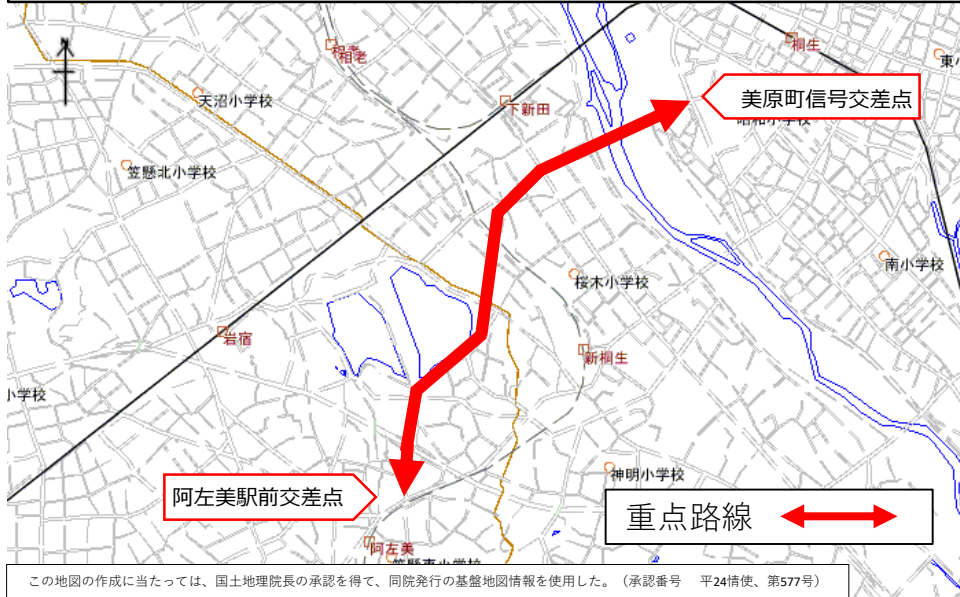 相老
相老
桐生
東小
天沼小学校
下新田
美原町信号交差点
昭和小学校
笠懸北小学校
南小学校
桜木小学校
岩宿
新桐生
小学校
神明小学校
阿左美駅前交差点
重点路線
阿左美
笠懸東小学校
この地図の作成に当たっては、国土地理院長の承認を得て、同院発行の基盤地図情報を使用した。（承認番号　平24情使、第577号）